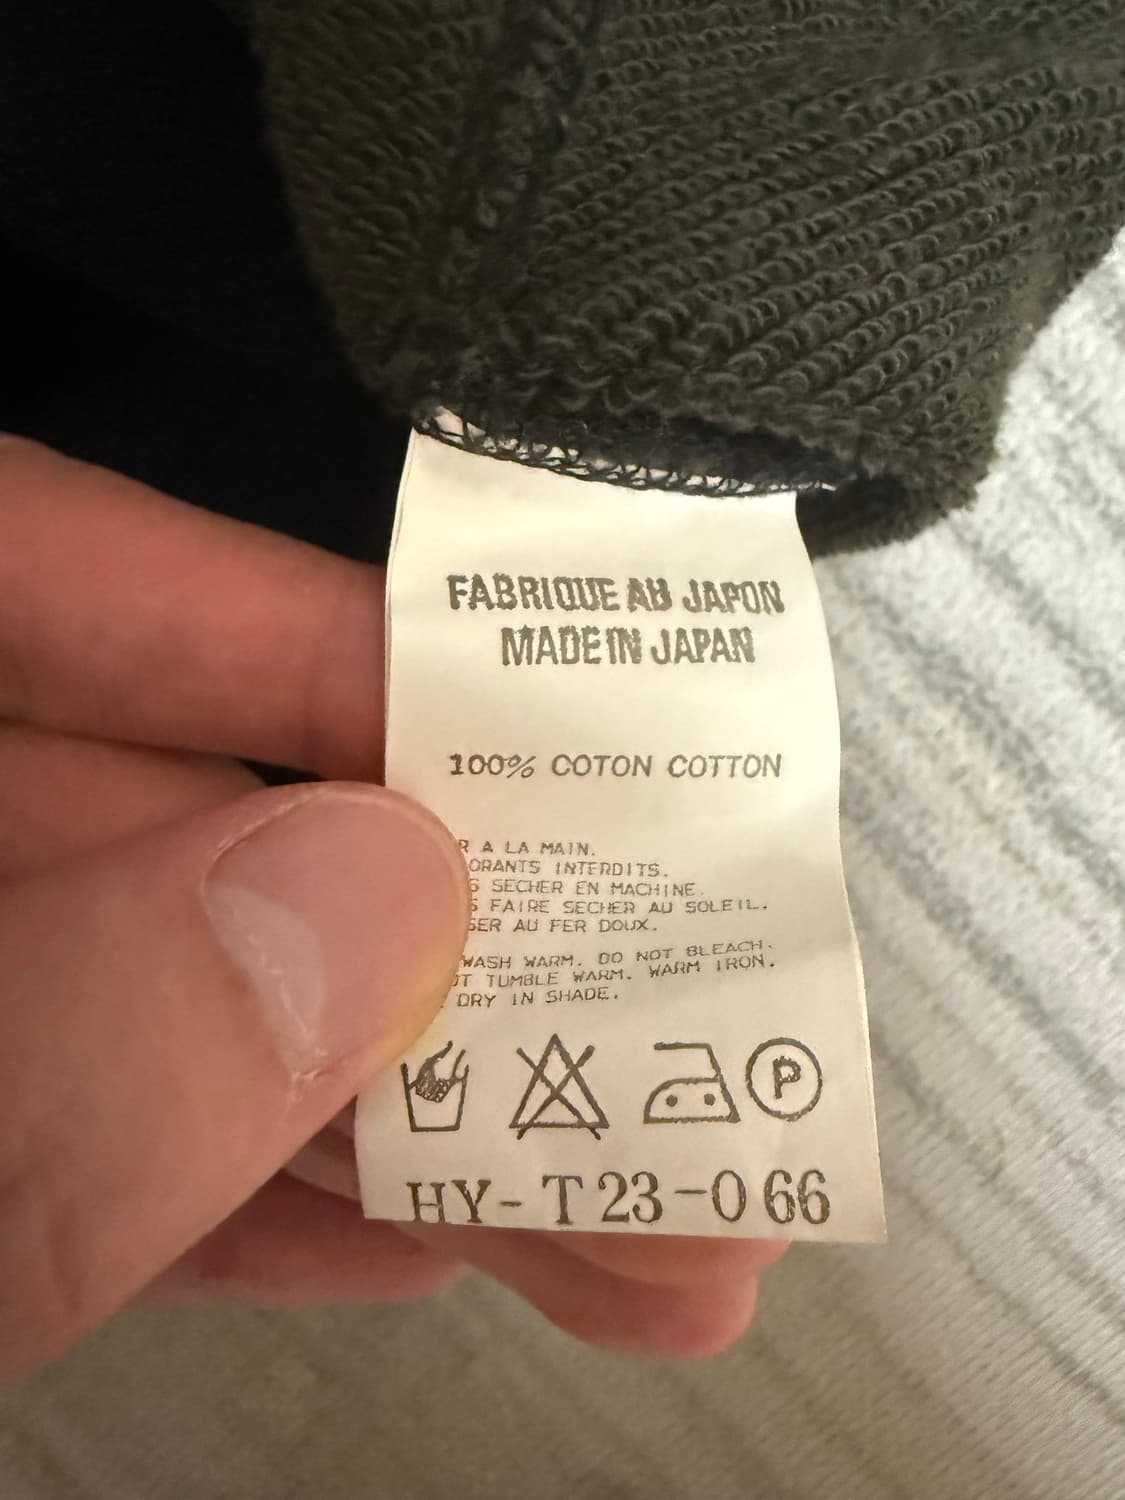 FABRIQUE AU JAPON
MADE IN JAPAN
100% COTON COTTON
R A LA MAIN.
ORANTS INTERDITS.
S SECHER EN MACHINE.
S FAIRE SECHER AU SOLEIL.
SER AU FER DOUX.
WASH WARM. DO NOT BLEACH.
OT TUMBLE WARM. WARM IRON.
DRY IN SHADE.
P
HY-T23-066